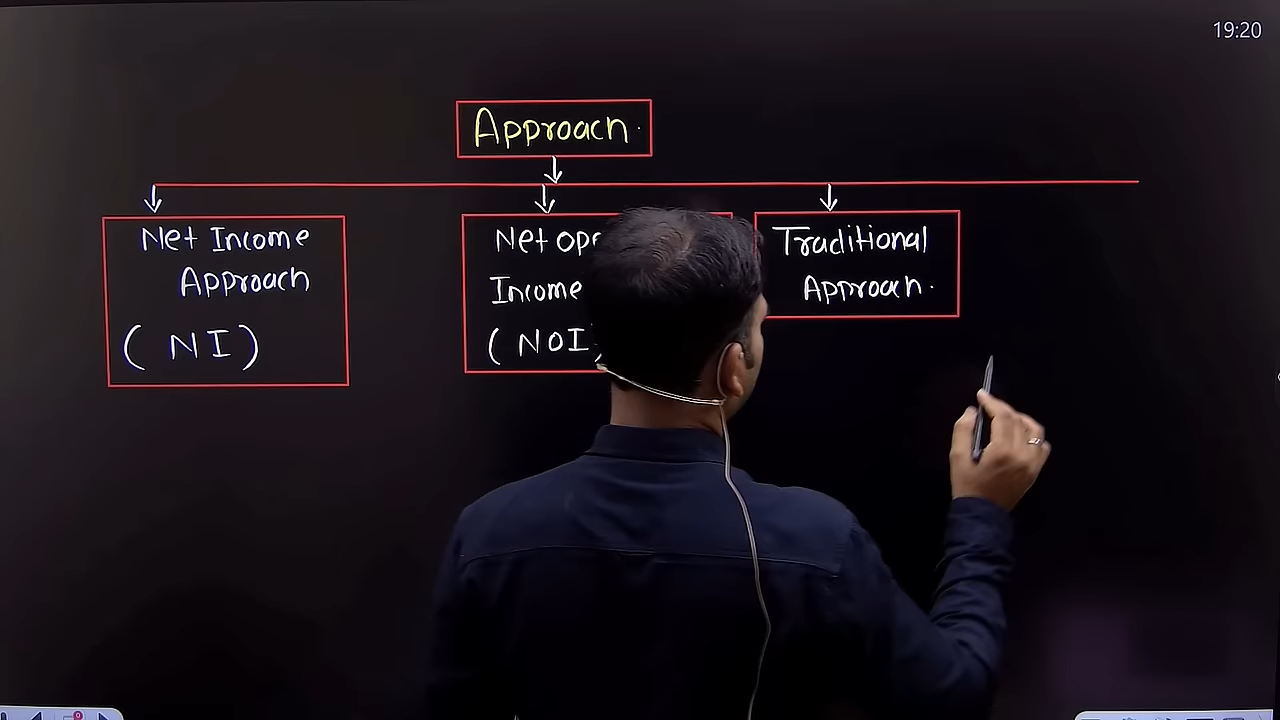 19:20
Approach.
Net Income
Approach
(NI)
Net ope
Income
(NOI)
Traditional
Approach.